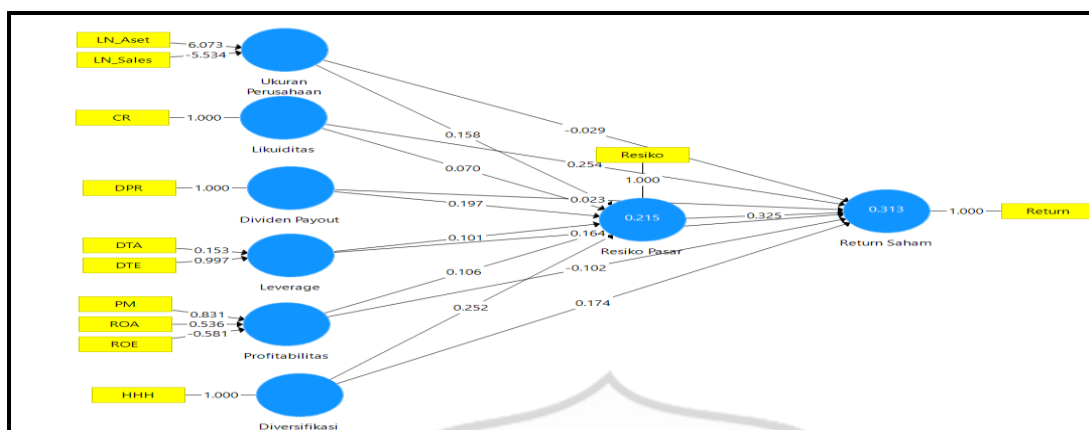 LN_Aset
6.073
LN_Sales
-5.534
Ukuran
Perusahaan
CR
1.000
Likuiditas
DPR
1.000
Dividen Payout
DTA
0.153
DTE
0.997
Leverage
PM
0.831
ROA
0.536
ROE
-0.581
Profitabilitas
HHH
1.000
Diversifikasi
0.158
0.070
0.197
0.101
0.106
0.252
-0.029
0.254
0.023
0.164
-0.102
0.174
Resiko
1.000
0.215
Resiko Pasar
0.325
0.313
Return Saham
1.000
Return